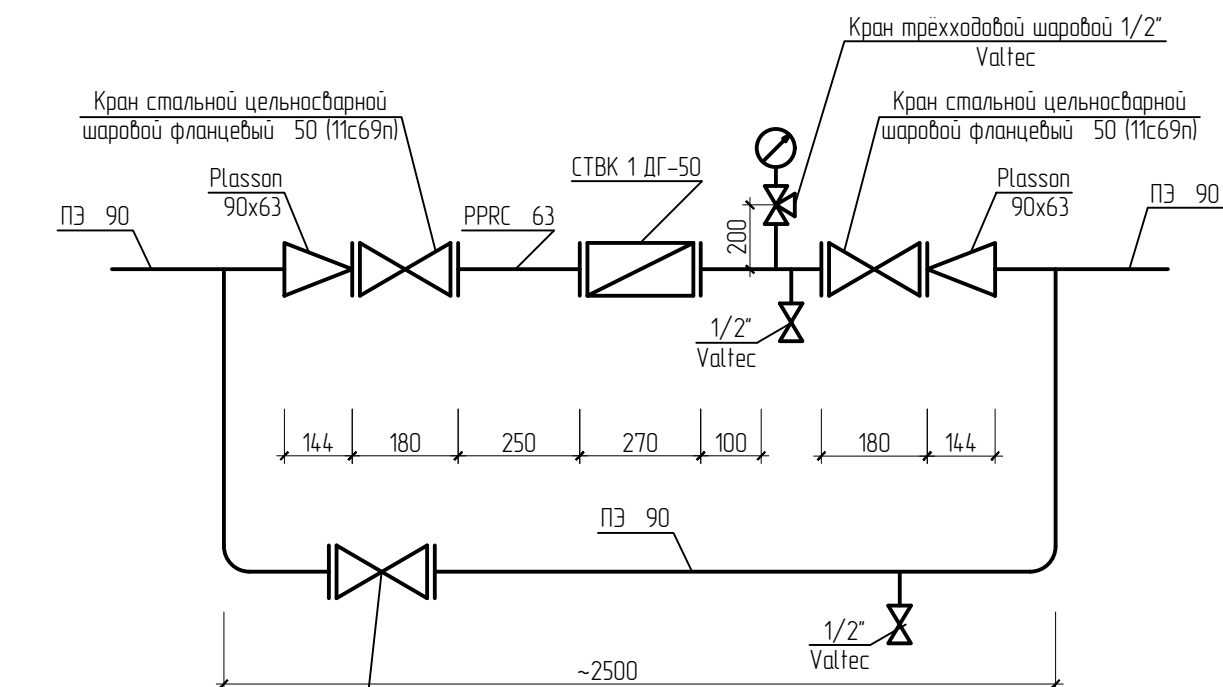 Кран трёхходовой шаровой 1/2"
Valtec
Кран стальной цельносварной
шаровой фланцевый 50 (11с69п)
Кран стальной цельносварной
шаровой фланцевый 50 (11с69п)
Plasson
90х63
СТВК 1 ДГ-50
Plasson
90х63
ПЭ 90
PPRC 63
ПЭ 90
200
1/2"
Valtec
144
180
250
270
100
180
144
ПЭ 90
1/2"
Valtec
~2500